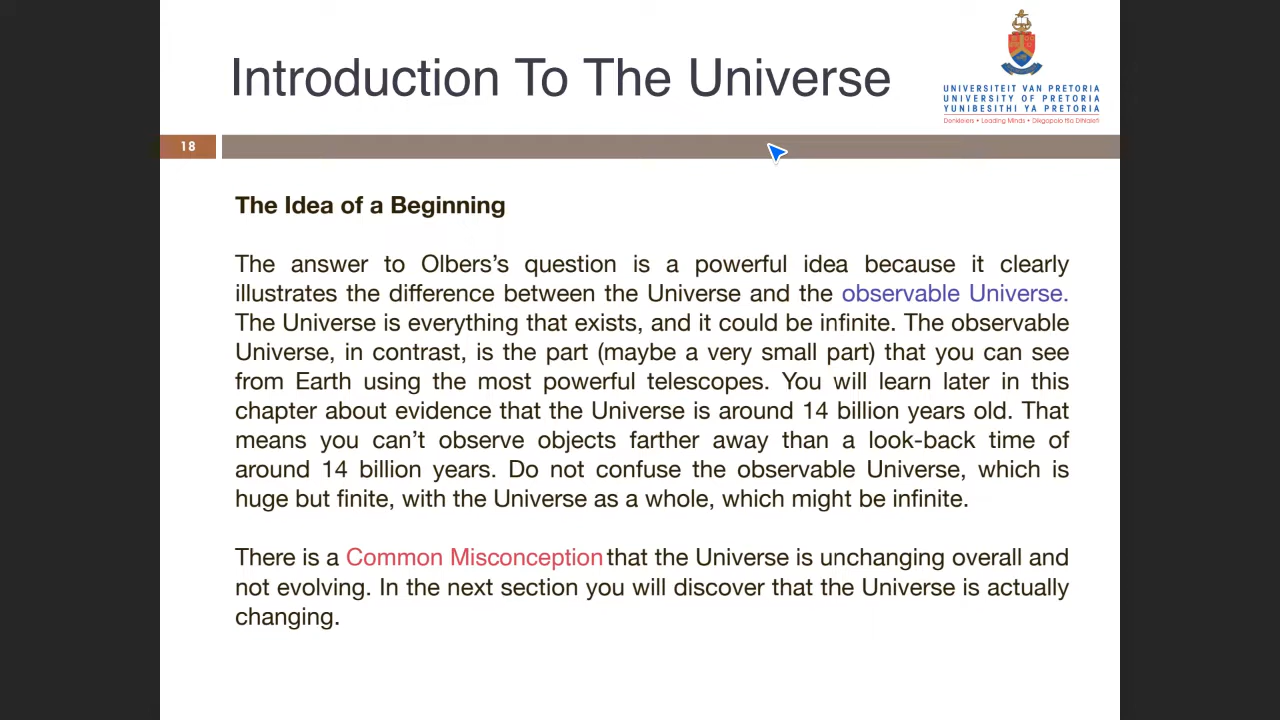 Introduction To The Universe
UNIVERSITEIT VAN PRETORIA
UNIVERSITY OF PRETORIA
YUNIBESITHI YA PRETORIA
Denkleiers • Leading Minds • Dikgopolo tša Dihlalefi
18
The Idea of a Beginning
The answer to Olbers's question is a powerful idea because it clearly
illustrates the difference between the Universe and the observable Universe.
The Universe is everything that exists, and it could be infinite. The observable
Universe, in contrast, is the part (maybe a very small part) that you can see
from Earth using the most powerful telescopes. You will learn later in this
chapter about evidence that the Universe is around 14 billion years old. That
means you can't observe objects farther away than a look-back time of
around 14 billion years. Do not confuse the observable Universe, which is
huge but finite, with the Universe as a whole, which might be infinite.
There is a Common Misconception that the Universe is unchanging overall and
not evolving. In the next section you will discover that the Universe is actually
changing.